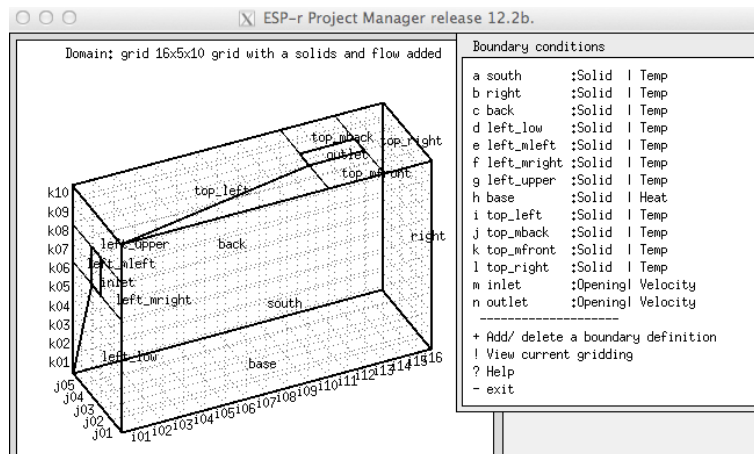 ESP-r Project Manager release 12.2b.
Domain: grid 16x5x10 grid with a solids and flow added
top_mback
top_right
outlet
top_mfront
top_left
k10
k09
k08
k07
k06
k05
k04
k03
k02
k01
left_upper
back
right
left_mleft
inlet
left_mright
south
left_low
base
j05
j04
j03
j02
j01
i01
i02
i03
i04
i05
i06
i07
i08
i09
i10
i11
i12
i13
i14
i15
i16
Boundary conditions
a south :Solid | Temp
b right :Solid | Temp
c back :Solid | Temp
d left_low :Solid | Temp
e left_mleft :Solid | Temp
f left_mright :Solid | Temp
g left_upper :Solid | Temp
h base :Solid | Heat
i top_left :Solid | Temp
j top_mback :Solid | Temp
k top_mfront :Solid | Temp
l top_right :Solid | Temp
m inlet :Opening| Velocity
n outlet :Opening| Velocity
+ Add/ delete a boundary definition
! View current gridding
? Help
- exit